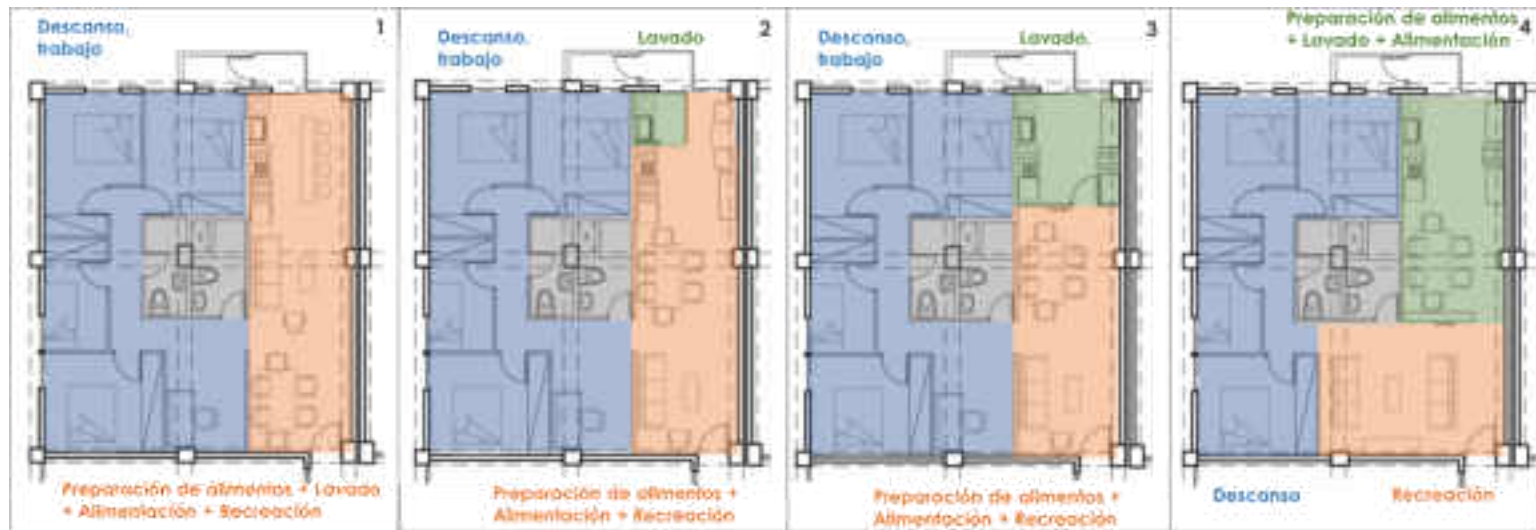 Descanso,
trabajo
1
Preparación de alimentos + Lavado
+ Alimentación + Recreación
Descanso,
trabajo
Lavado
2
Preparación de alimentos +
Alimentación + Recreación
Descanso,
trabajo
Lavado.
3
Preparación de alimentos +
Alimentación + Recreación
Preparación de alimentos
+ Lavado + Alimentación
4
Descanso
Recreación